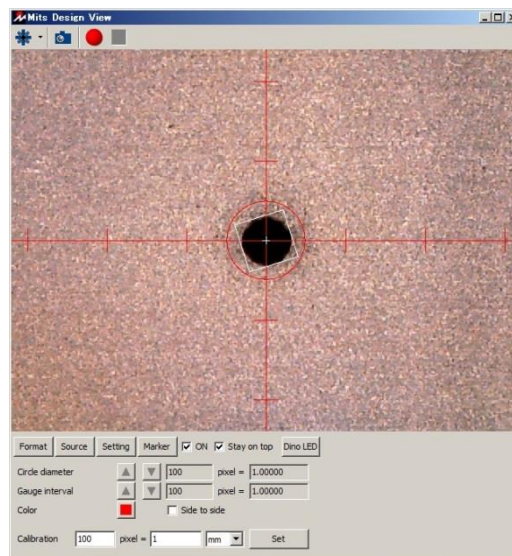 Mits Design View
Format Source Setting Marker ON Stay on top Dino LED
Circle diameter 100 pixel = 1.00000
Gauge interval 100 pixel = 1.00000
Color Side to side
Calibration 100 pixel = 1 mm Set